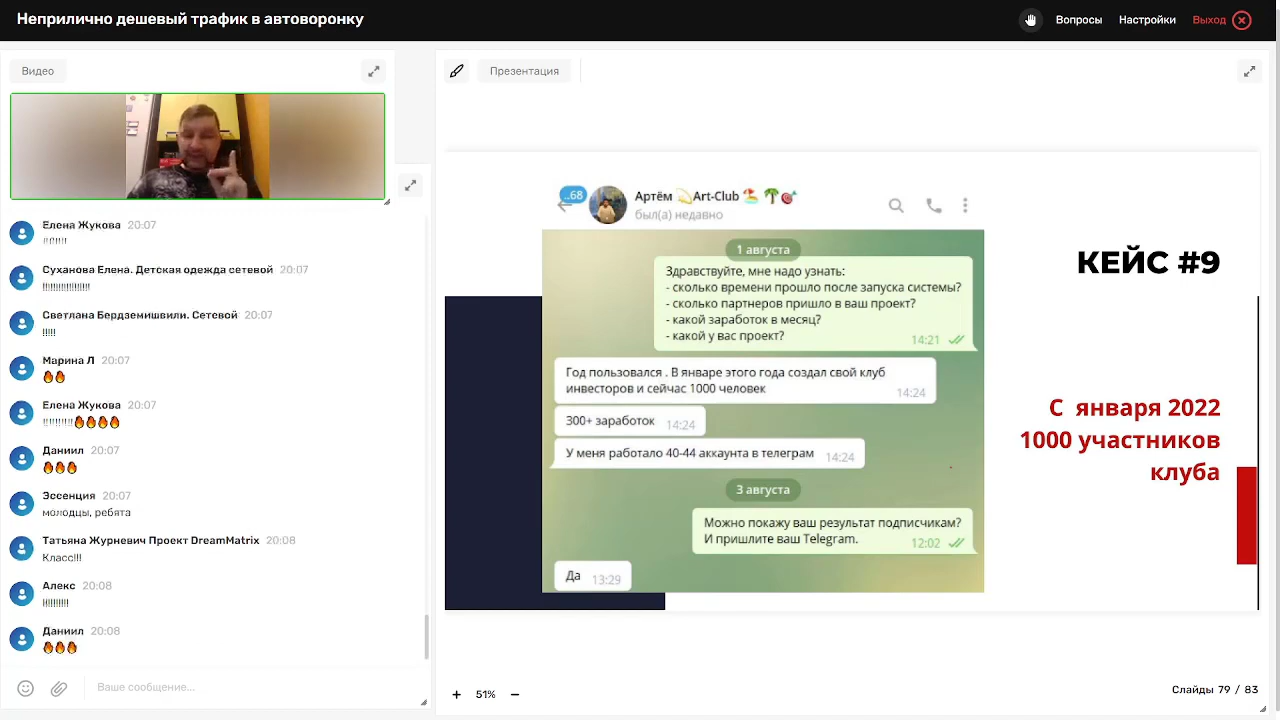 Неприлично дешевый трафик в автоворонку
Вопросы
Настройки
Выход
Видео
Елена Жукова 20:07
!!!!!!!!
Суханова Елена. Детская одежда сетевой 20:07
!!!!!!!!!!!!!!!!!!
Светлана Бердземишвили. Сетевой 20:07
!!!!!
Марина Л 20:07
🔥🔥
Елена Жукова 20:07
!!!!!!!!!🔥🔥🔥🔥
Даниил 20:07
🔥🔥🔥
Эссенция 20:07
молодцы, ребята
Татьяна Журневич Проект DreamMatrix 20:08
Класс!!!
Алекс 20:08
!!!!!!!!!!
Даниил 20:08
🔥🔥🔥
Ваше сообщение...
Презентация
..68
Артём 💫Art-Club 🏖 🌴🎯
был(а) недавно
1 августа
Здравствуйте, мне надо узнать:
- сколько времени прошло после запуска системы?
- сколько партнеров пришло в ваш проект?
- какой заработок в месяц?
- какой у вас проект?
14:21
Год пользовался . В январе этого года создал свой клуб
инвесторов и сейчас 1000 человек
14:24
300+ заработок 14:24
У меня работало 40-44 аккаунта в телеграм 14:24
3 августа
Можно покажу ваш результат подписчикам?
И пришлите ваш Telegram. 12:02
Да 13:29
КЕЙС #9
С января 2022
1000 участников
клуба
+ 51% −
Слайды 79 / 83